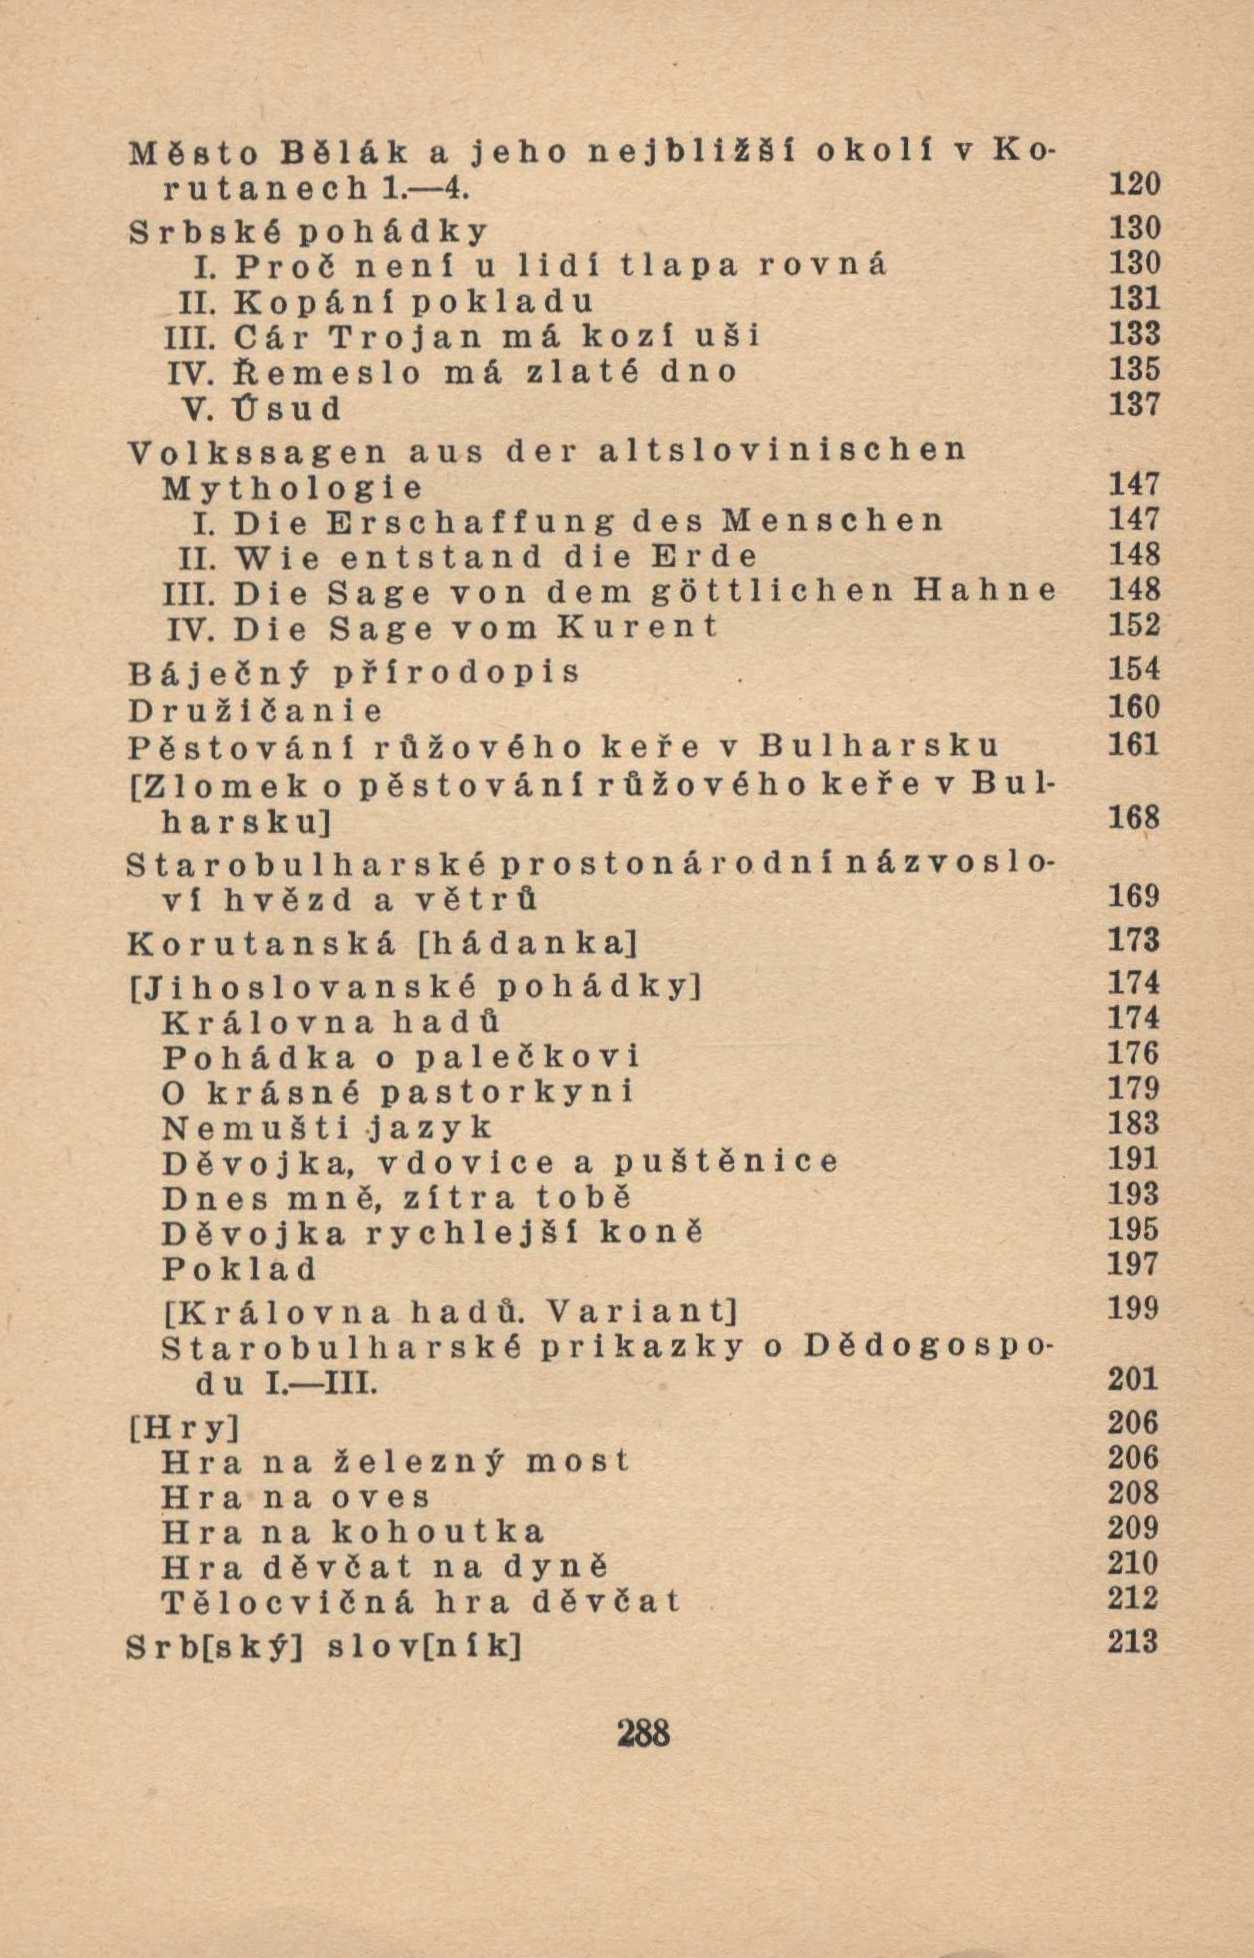 Město Bělák a jeho nejbližší okolí v Ko-
rutanech 1.—4. 120
Srbské pohádky 130
I. Proč není u lidí tlapa rovná 130
II. Kopání pokladu 131
III. Cár Trojan má kozí uši 133
IV. Řemeslo má zlaté dno 135
V. Úsud 137
Volkssagen aus der altslovinischen
Mythologie 147
I. Die Erschaffung des Menschen 147
II. Wie entstand die Erde 148
III. Die Sage von dem göttlichen Hahne 148
IV. Die Sage vom Kurent 152
Báječný přírodopis 154
Družičanie 160
Pěstování růžového keře v Bulharsku 161
[Zlomek o pěstování růžového keře v Bul-
harsku] 168
Starobulharské prostonárodní názvoslo-
ví hvězd a větrů 169
Korutanská [hádanka] 173
[Jihoslovanské pohádky] 174
Královna hadů 174
Pohádka o palečkovi 176
O krásné pastorkyni 179
Nemušti jazyk 183
Děvojka, vdovice a puštěnice 191
Dnes mně, zítra tobě 193
Děvojka rychlejší koně 195
Poklad 197
[Královna hadů. Variant] 199
Starobulharské prikazky o Dědogospo-
du I.—III. 201
[Hry] 206
Hra na železný most 206
Hra na oves 208
Hra na kohoutka 209
Hra děvčat na dyně 210
Tělocvičná hra děvčat 212
Srb[ský] slov[ník] 213
288